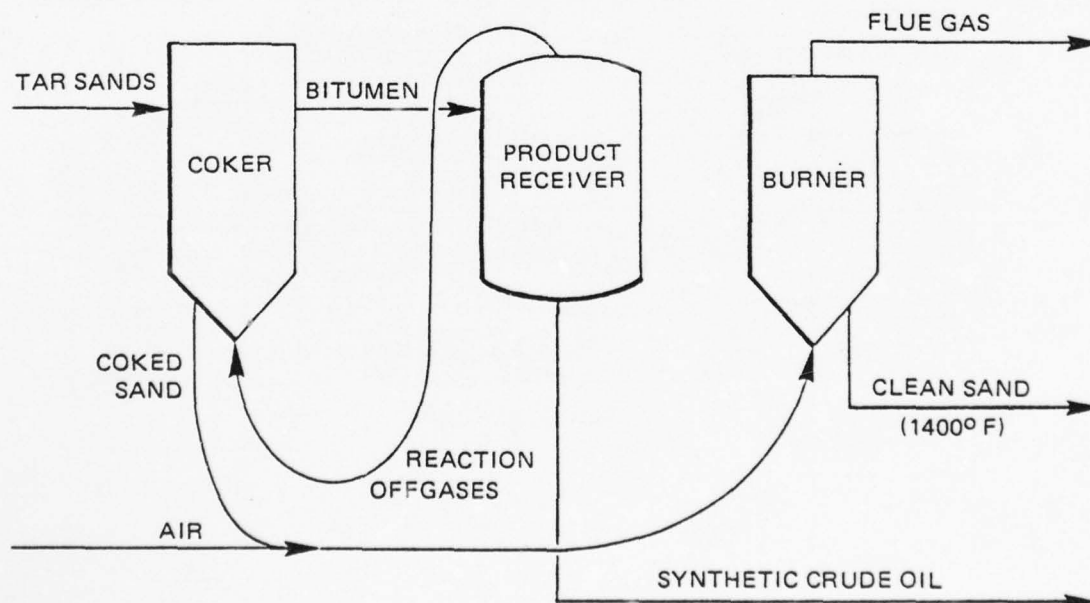 FLUE GAS
TAR SANDS
BITUMEN
COKER
PRODUCT
RECEIVER
BURNER
COKED
SAND
CLEAN SAND
(1400° F)
REACTION
OFFGASES
AIR
SYNTHETIC CRUDE OIL